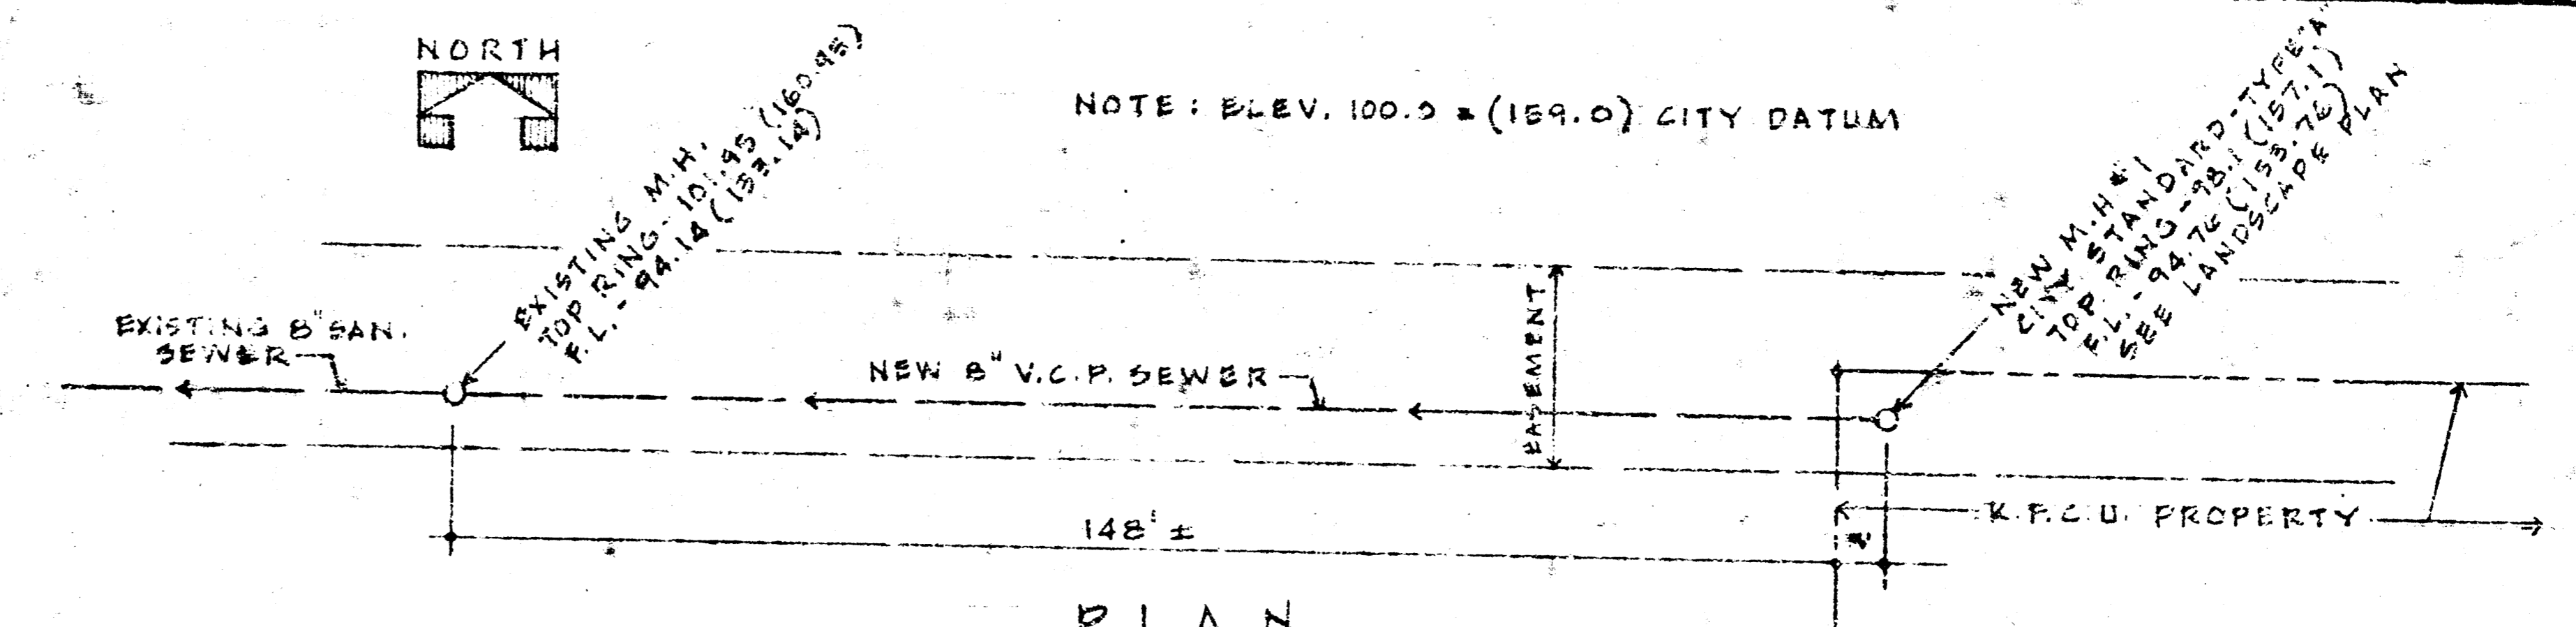 NORTH
NOTE: ELEV. 100.0 = (159.0) CITY DATUM
EXISTING M.H.
TOP RING - 101.95 (160.95)
F.L. - 94.14 (153.14)
NEW M.H #1
CITY STANDARD - TYPE "A"
TOP RING - 98.1 (157.1)
F.L. - 94.76 (153.76)
SEE LANDSCAPE PLAN
EXISTING 8" SAN.
SEWER
NEW 8" V.C.P. SEWER
EASEMENT
148' ±
K.F.C.U. PROPERTY
PLAN